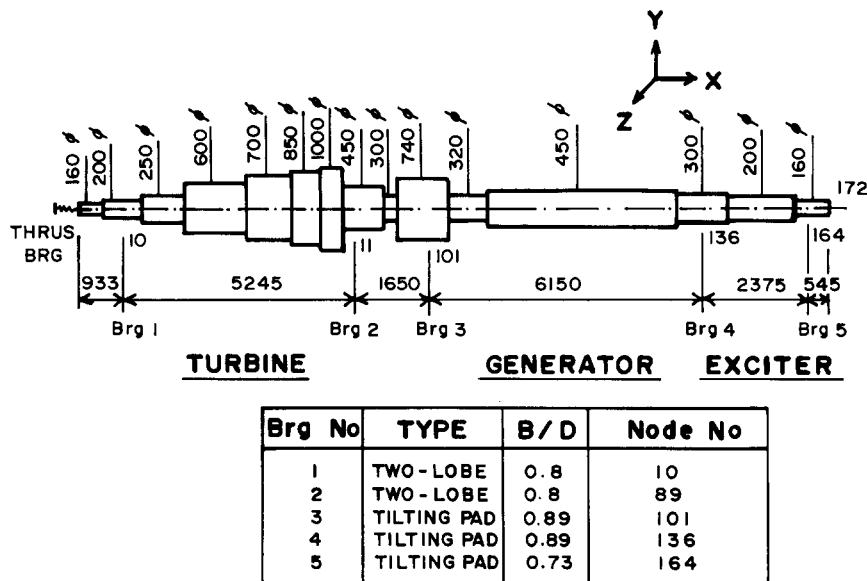 Y
X
Z
160 ϕ
200 ϕ
250 ϕ
600 ϕ
700 ϕ
850 ϕ
1000 ϕ
450 ϕ
300 ϕ
740 ϕ
320 ϕ
450 ϕ
300 ϕ
200 ϕ
160 ϕ
172
THRUS
BRG
10
11
101
136
164
933
5245
1650
6150
2375
545
Brg 1
Brg 2
Brg 3
Brg 4
Brg 5
TURBINE
GENERATOR
EXCITER
Brg No TYPE B/D Node No
1 TWO-LOBE 0.8 10
2 TWO-LOBE 0.8 89
3 TILTING PAD 0.89 101
4 TILTING PAD 0.89 136
5 TILTING PAD 0.73 164